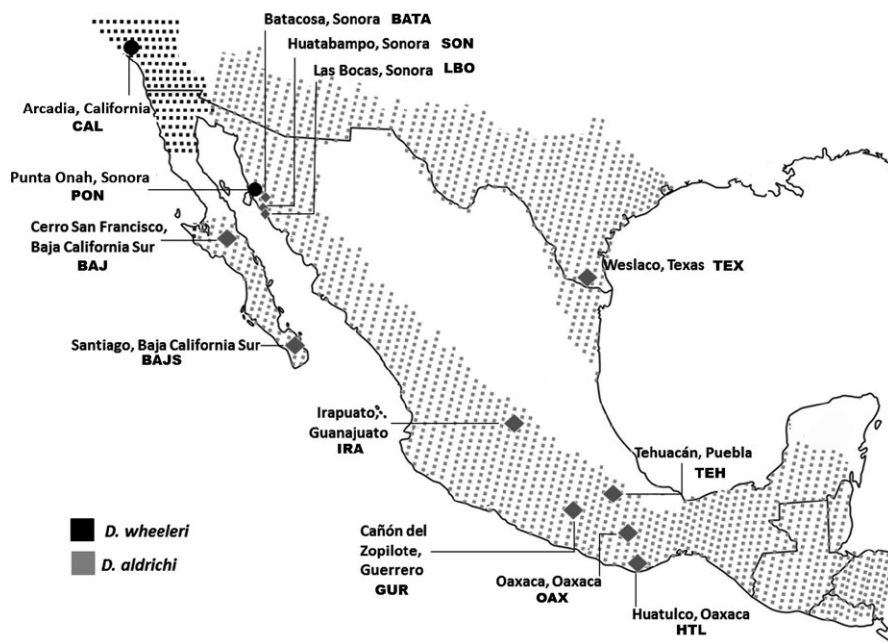 Batacosa, Sonora BATA
Huatabampo, Sonora SON
Las Bocas, Sonora LBO
Arcadia, California
CAL
Punta Onah, Sonora
PON
Cerro San Francisco,
Baja California Sur
BAJ
Weslaco, Texas TEX
Santiago, Baja California Sur
BAJS
Irapuato,
Guanajuato
IRA
Tehuacán, Puebla
TEH
D. wheeleri
D. aldrichi
Cañón del
Zopilote,
Guerrero
GUR
Oaxaca, Oaxaca
OAX
Huatulco, Oaxaca
HTL